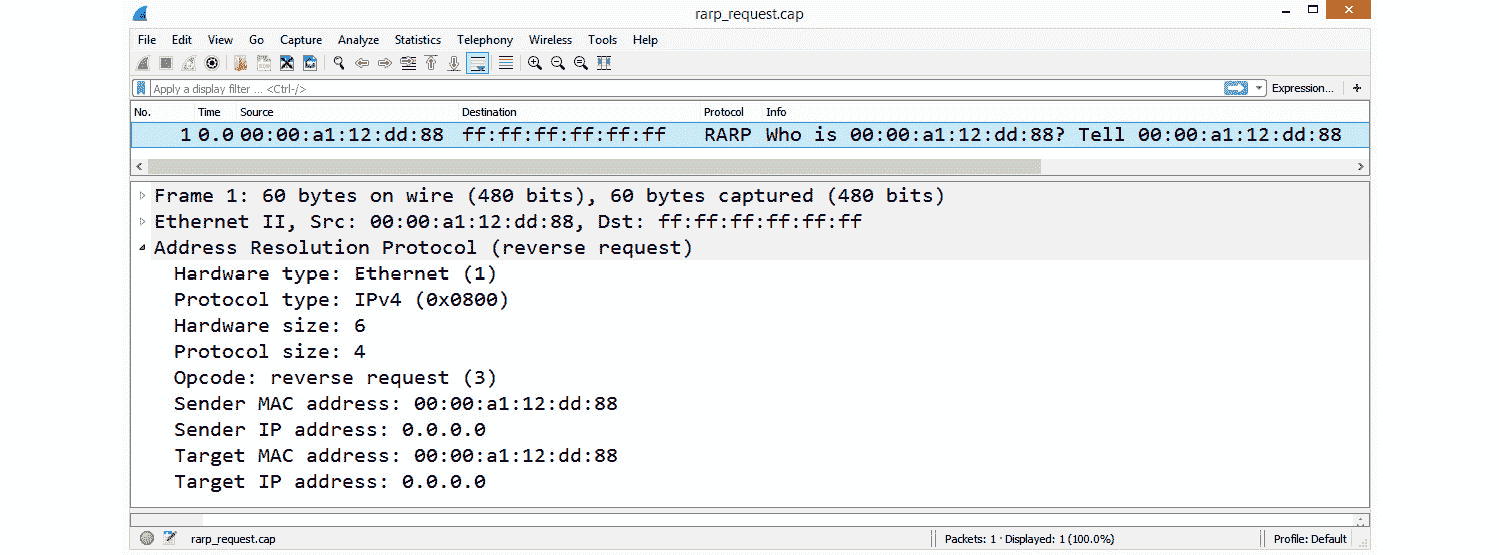 rarp_request.cap
File Edit View Go Capture Analyze Statistics Telephony Wireless Tools Help
Apply a display filter ... <Ctrl-/> Expression... +
No. Time Source Destination Protocol Info
1 0.0 00:00:a1:12:dd:88 ff:ff:ff:ff:ff:ff RARP Who is 00:00:a1:12:dd:88? Tell 00:00:a1:12:dd:88
Frame 1: 60 bytes on wire (480 bits), 60 bytes captured (480 bits)
Ethernet II, Src: 00:00:a1:12:dd:88, Dst: ff:ff:ff:ff:ff:ff
Address Resolution Protocol (reverse request)
Hardware type: Ethernet (1)
Protocol type: IPv4 (0x0800)
Hardware size: 6
Protocol size: 4
Opcode: reverse request (3)
Sender MAC address: 00:00:a1:12:dd:88
Sender IP address: 0.0.0.0
Target MAC address: 00:00:a1:12:dd:88
Target IP address: 0.0.0.0
rarp_request.cap Packets: 1 · Displayed: 1 (100.0%) Profile: Default